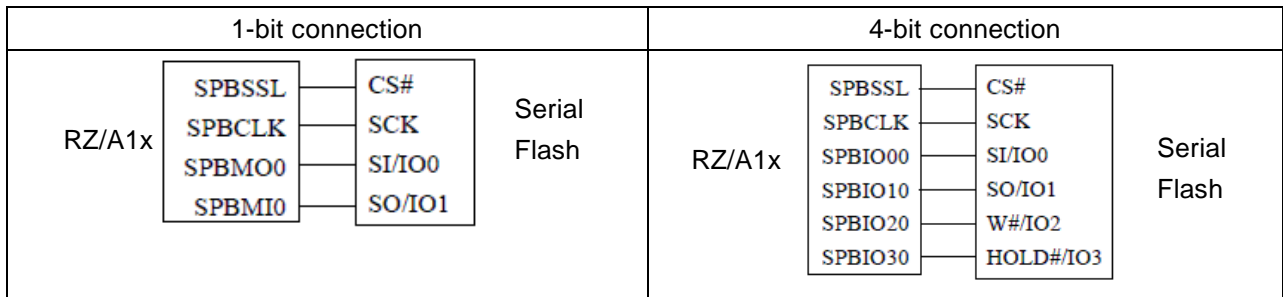 1-bit connection
4-bit connection
RZ/A1x
SPBSSL CS#
SPBCLK SCK
SPBMO0 SI/IO0
SPBMI0 SO/IO1
Serial
Flash
RZ/A1x
SPBSSL CS#
SPBCLK SCK
SPBIO00 SI/IO0
SPBIO10 SO/IO1
SPBIO20 W#/IO2
SPBIO30 HOLD#/IO3
Serial
Flash